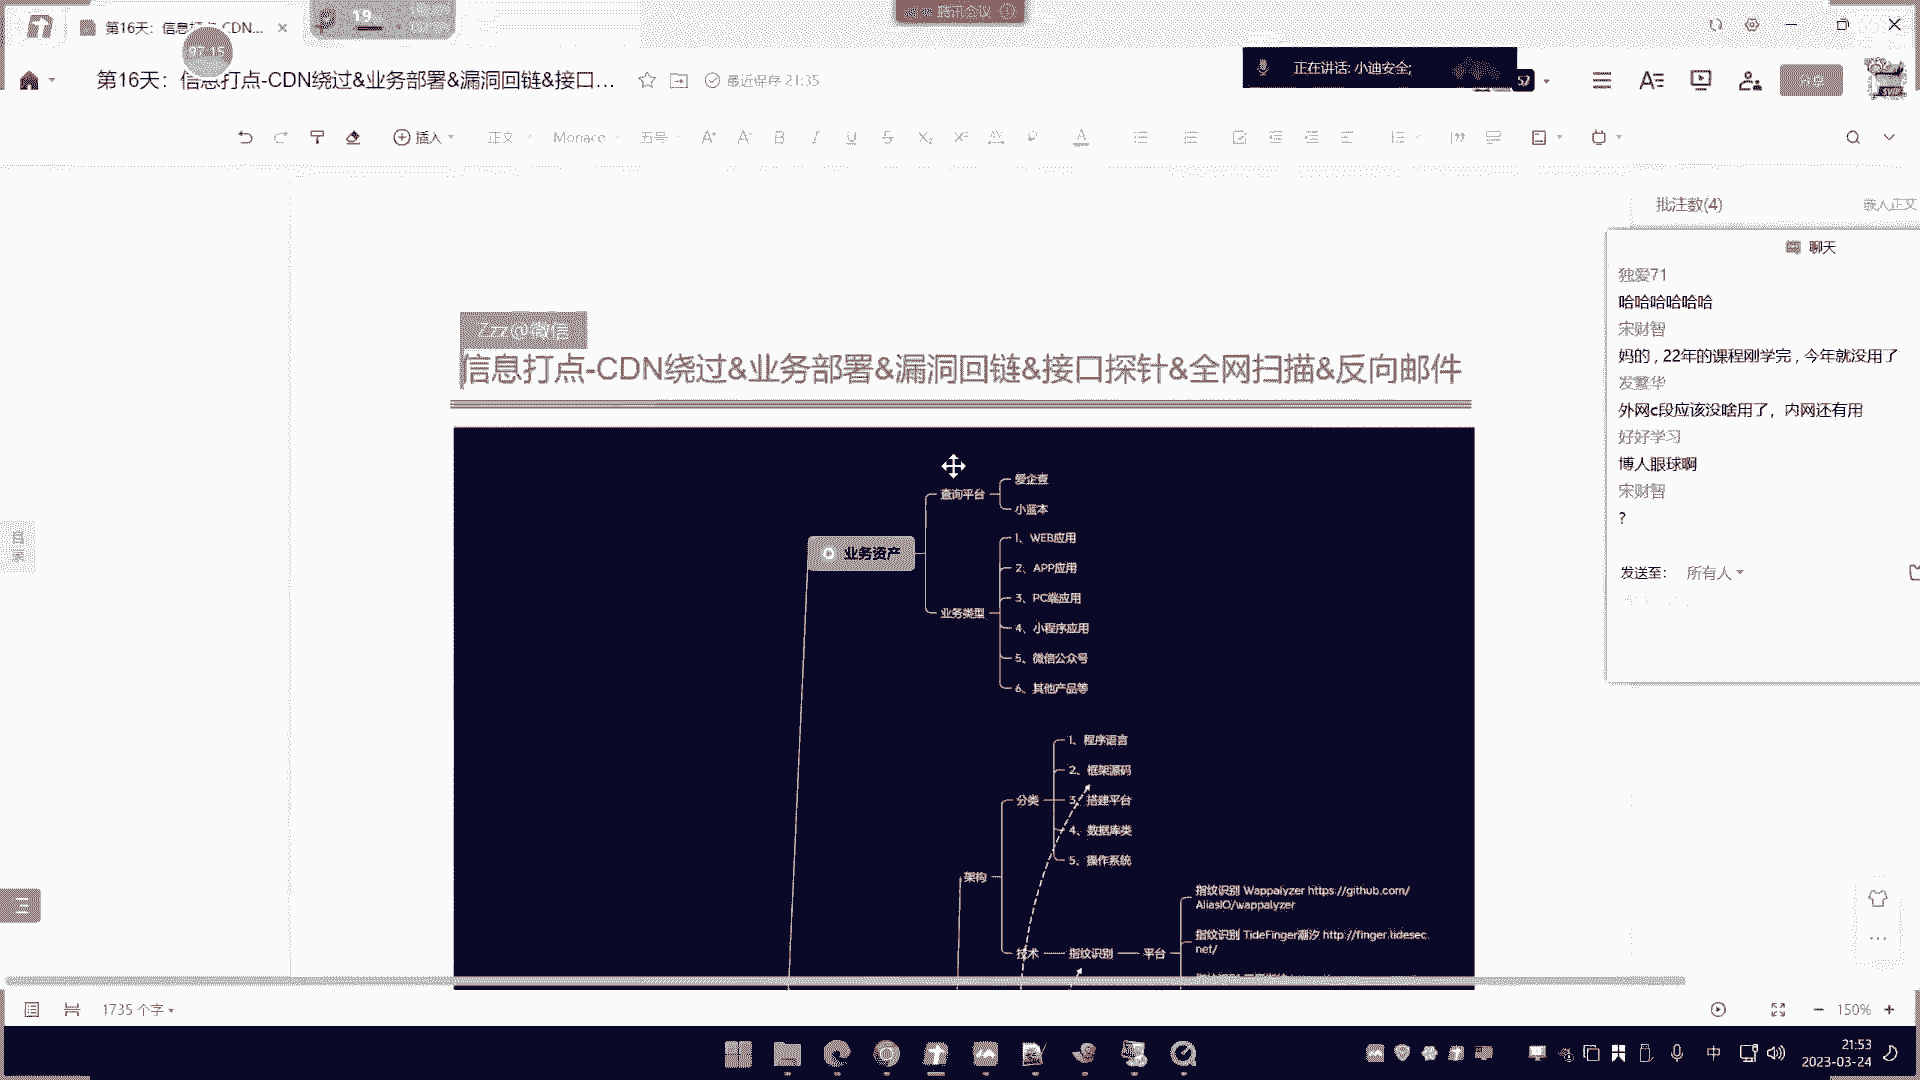 第16天：信息打点-CDN...
19
97:15
腾讯会议
第16天：信息打点-CDN绕过&业务部署&漏洞回链&接口...
最近保存 21:35
正在讲话: 小迪安全;
57
分享
插入
正文
Monaco
五号
批注数(4)
嵌入正文
聊天
独爱71
哈哈哈哈哈哈
宋财智
妈的 , 22年的课程刚学完 , 今年就没用了
发繁华
外网c段应该没啥用了，内网还有用
好好学习
博人眼球啊
宋财智
?
发送至： 所有人
Zzz@微信
信息打点-CDN绕过&业务部署&漏洞回链&接口探针&全网扫描&反向邮件
业务资产
查询平台
爱企查
小蓝本
业务类型
1、WEB应用
2、APP应用
3、PC端应用
4、小程序应用
5、微信公众号
6、其他产品等
架构
分类
1、程序语言
2、框架源码
3、搭建平台
4、数据库类
5、操作系统
技术
指纹识别
平台
指纹识别 Wappalyzer https://github.com/
AliasIO/wappalyzer
指纹识别 TideFinger潮汐 http://finger.tidesec.
net/
目录
1735 个字
150%
中
21:53
2023-03-24